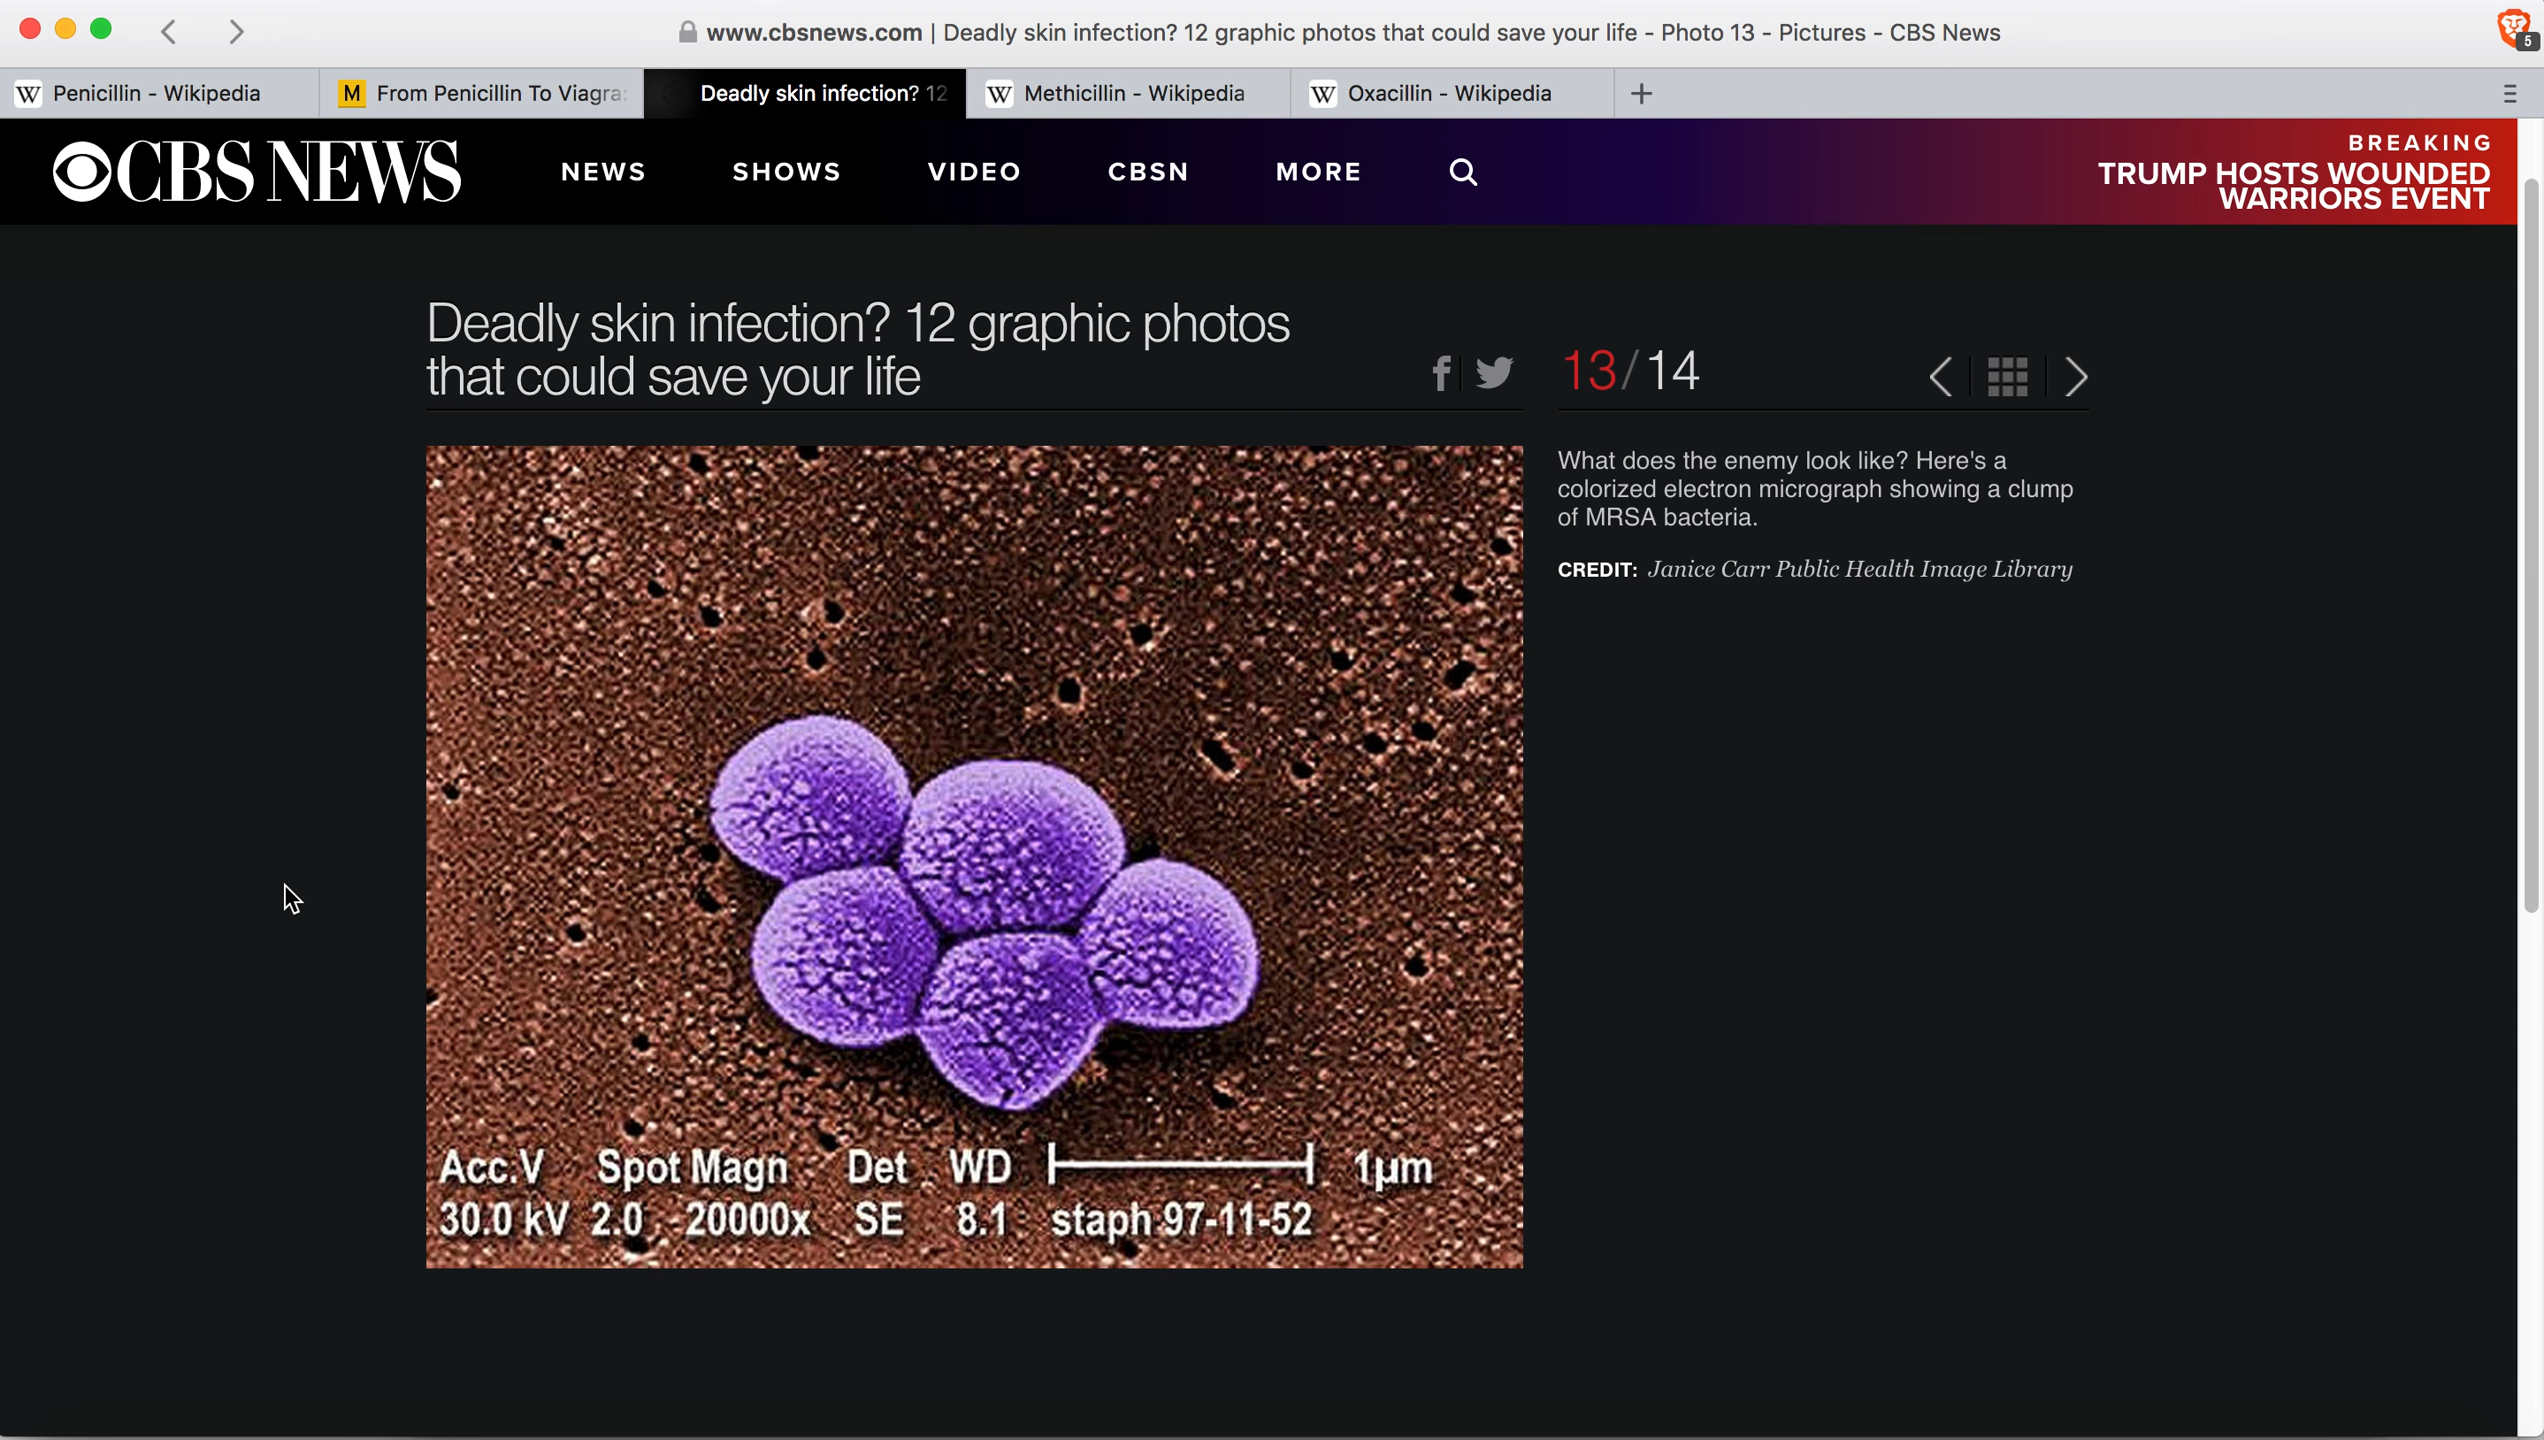 www.cbsnews.com | Deadly skin infection? 12 graphic photos that could save your life - Photo 13 - Pictures - CBS News
5
Penicillin - Wikipedia
M From Penicillin To Viagra:
Deadly skin infection? 12
Methicillin - Wikipedia
Oxacillin - Wikipedia
CBS NEWS
NEWS SHOWS VIDEO CBSN MORE
BREAKING
TRUMP HOSTS WOUNDED
WARRIORS EVENT
Deadly skin infection? 12 graphic photos
that could save your life
13/14
What does the enemy look like? Here's a
colorized electron micrograph showing a clump
of MRSA bacteria.
CREDIT: Janice Carr Public Health Image Library
Acc.V Spot Magn Det WD 1µm
30.0 kV 2.0 20000x SE 8.1 staph 97-11-52